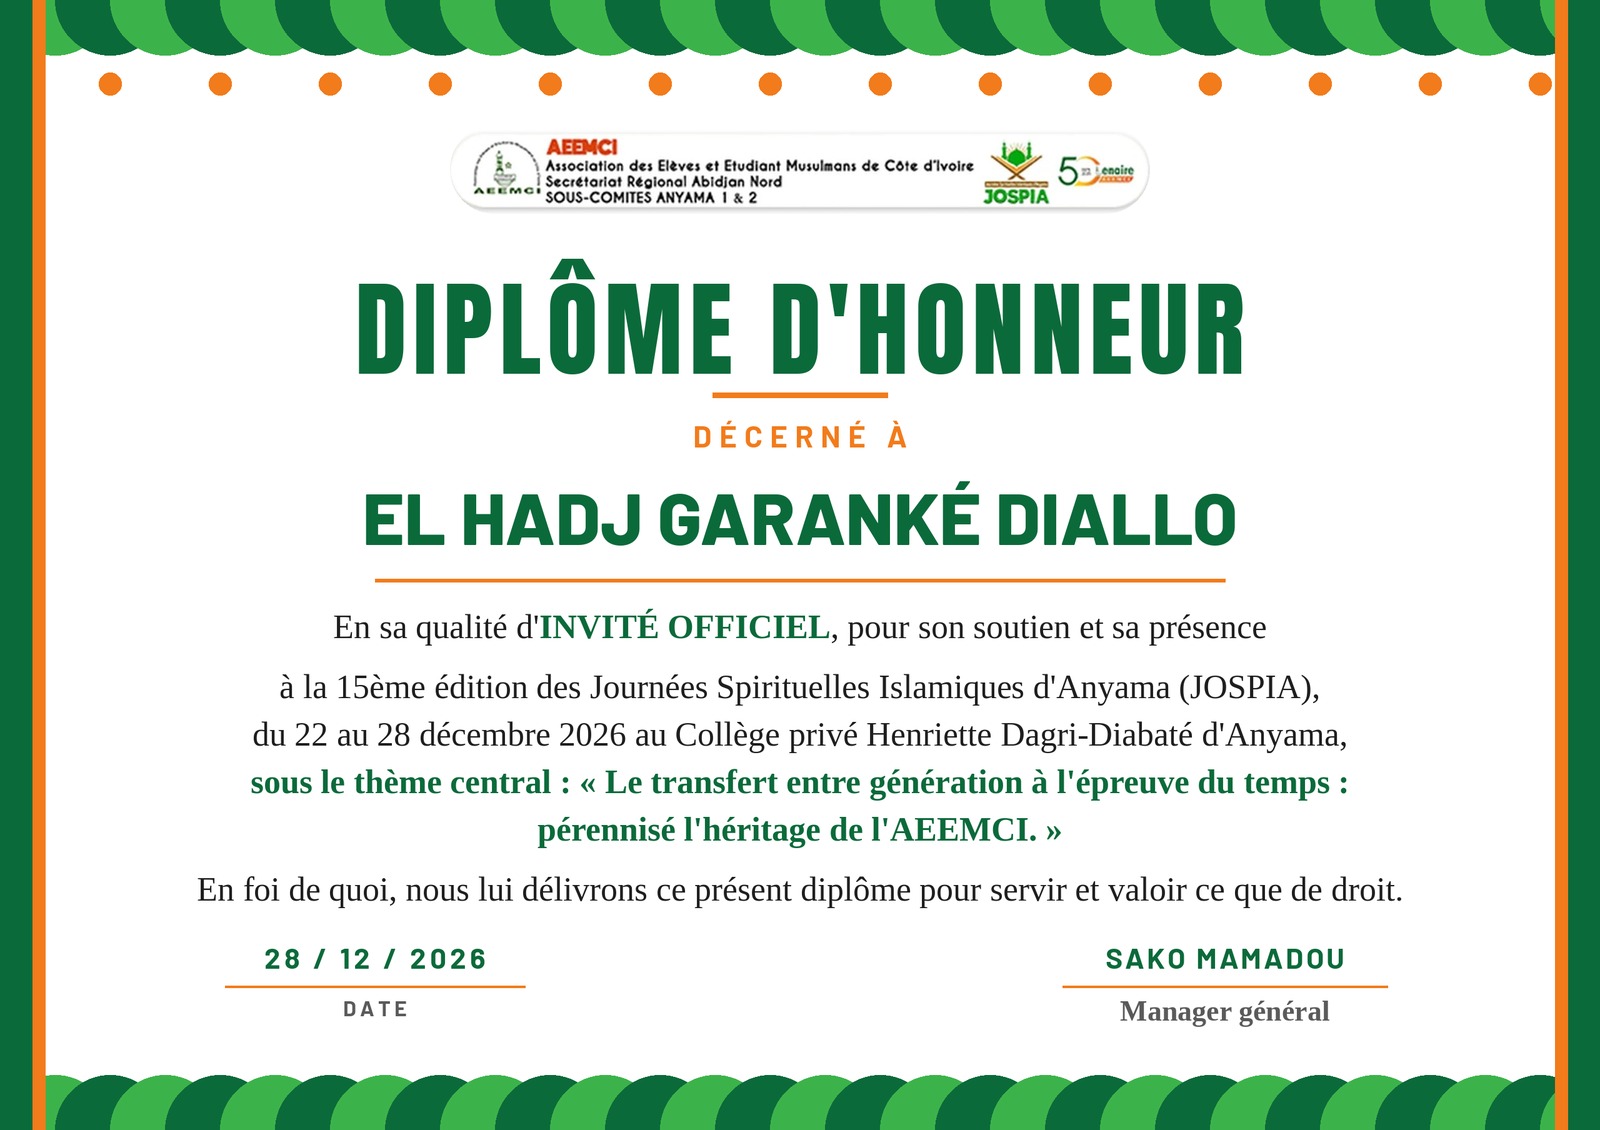 AEEMCI
AEEMCI
Association des Elèves et Etudiant Musulmans de Côte d'Ivoire
Secrétariat Régional Abidjan Nord
SOUS-COMITES ANYAMA 1 & 2
JOSPIA
DIPLÔME D'HONNEUR
DÉCERNÉ À
EL HADJ GARANKÉ DIALLO
En sa qualité d'INVITÉ OFFICIEL, pour son soutien et sa présence
à la 15ème édition des Journées Spirituelles Islamiques d'Anyama (JOSPIA),
du 22 au 28 décembre 2026 au Collège privé Henriette Dagri-Diabaté d'Anyama,
sous le thème central : « Le transfert entre génération à l'épreuve du temps :
pérennisé l'héritage de l'AEEMCI. »
En foi de quoi, nous lui délivrons ce présent diplôme pour servir et valoir ce que de droit.
28 / 12 / 2026
DATE
SAKO MAMADOU
Manager général